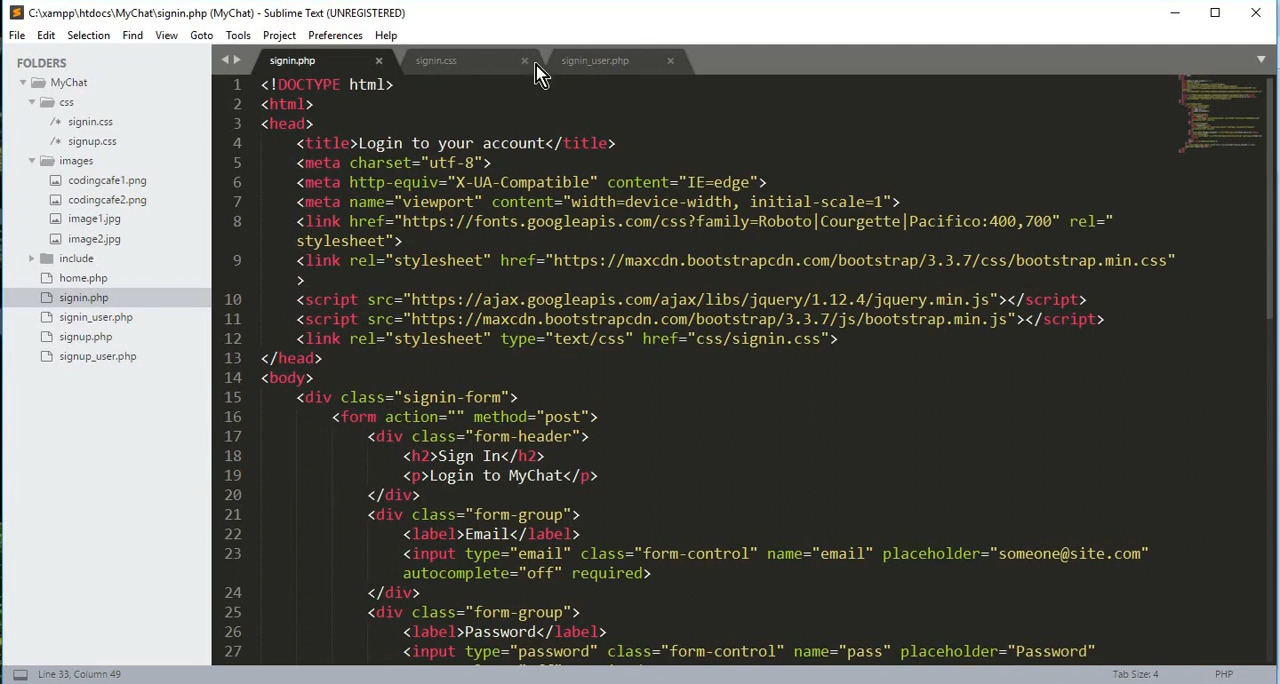 C:\xampp\htdocs\MyChat\signin.php (MyChat) - Sublime Text (UNREGISTERED)
File Edit Selection Find View Goto Tools Project Preferences Help
FOLDERS
MyChat
css
/* signin.css
/* signup.css
images
codingcafe1.png
codingcafe2.png
image1.jpg
image2.jpg
include
home.php
signin.php
signin_user.php
signup.php
signup_user.php
signin.php signin.css signin_user.php
1 <!DOCTYPE html>
2 <html>
3 <head>
4 <title>Login to your account</title>
5 <meta charset="utf-8">
6 <meta http-equiv="X-UA-Compatible" content="IE=edge">
7 <meta name="viewport" content="width=device-width, initial-scale=1">
8 <link href="https://fonts.googleapis.com/css?family=Roboto|Courgette|Pacifico:400,700" rel="
stylesheet">
9 <link rel="stylesheet" href="https://maxcdn.bootstrapcdn.com/bootstrap/3.3.7/css/bootstrap.min.css"
>
10 <script src="https://ajax.googleapis.com/ajax/libs/jquery/1.12.4/jquery.min.js"></script>
11 <script src="https://maxcdn.bootstrapcdn.com/bootstrap/3.3.7/js/bootstrap.min.js"></script>
12 <link rel="stylesheet" type="text/css" href="css/signin.css">
13 </head>
14 <body>
15 <div class="signin-form">
16 <form action="" method="post">
17 <div class="form-header">
18 <h2>Sign In</h2>
19 <p>Login to MyChat</p>
20 </div>
21 <div class="form-group">
22 <label>Email</label>
23 <input type="email" class="form-control" name="email" placeholder="someone@site.com"
autocomplete="off" required>
24 </div>
25 <div class="form-group">
26 <label>Password</label>
27 <input type="password" class="form-control" name="pass" placeholder="Password"
Line 33, Column 49
Tab Size: 4
PHP